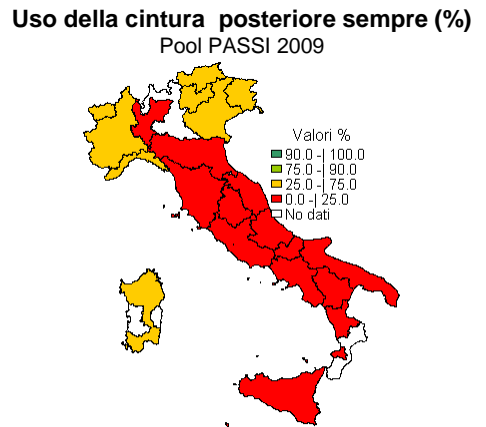 Uso della cintura posteriore sempre (%)
Pool PASSI 2009
Valori %
90.0 -| 100.0
75.0 -| 90.0
25.0 -| 75.0
0.0 -| 25.0
No dati